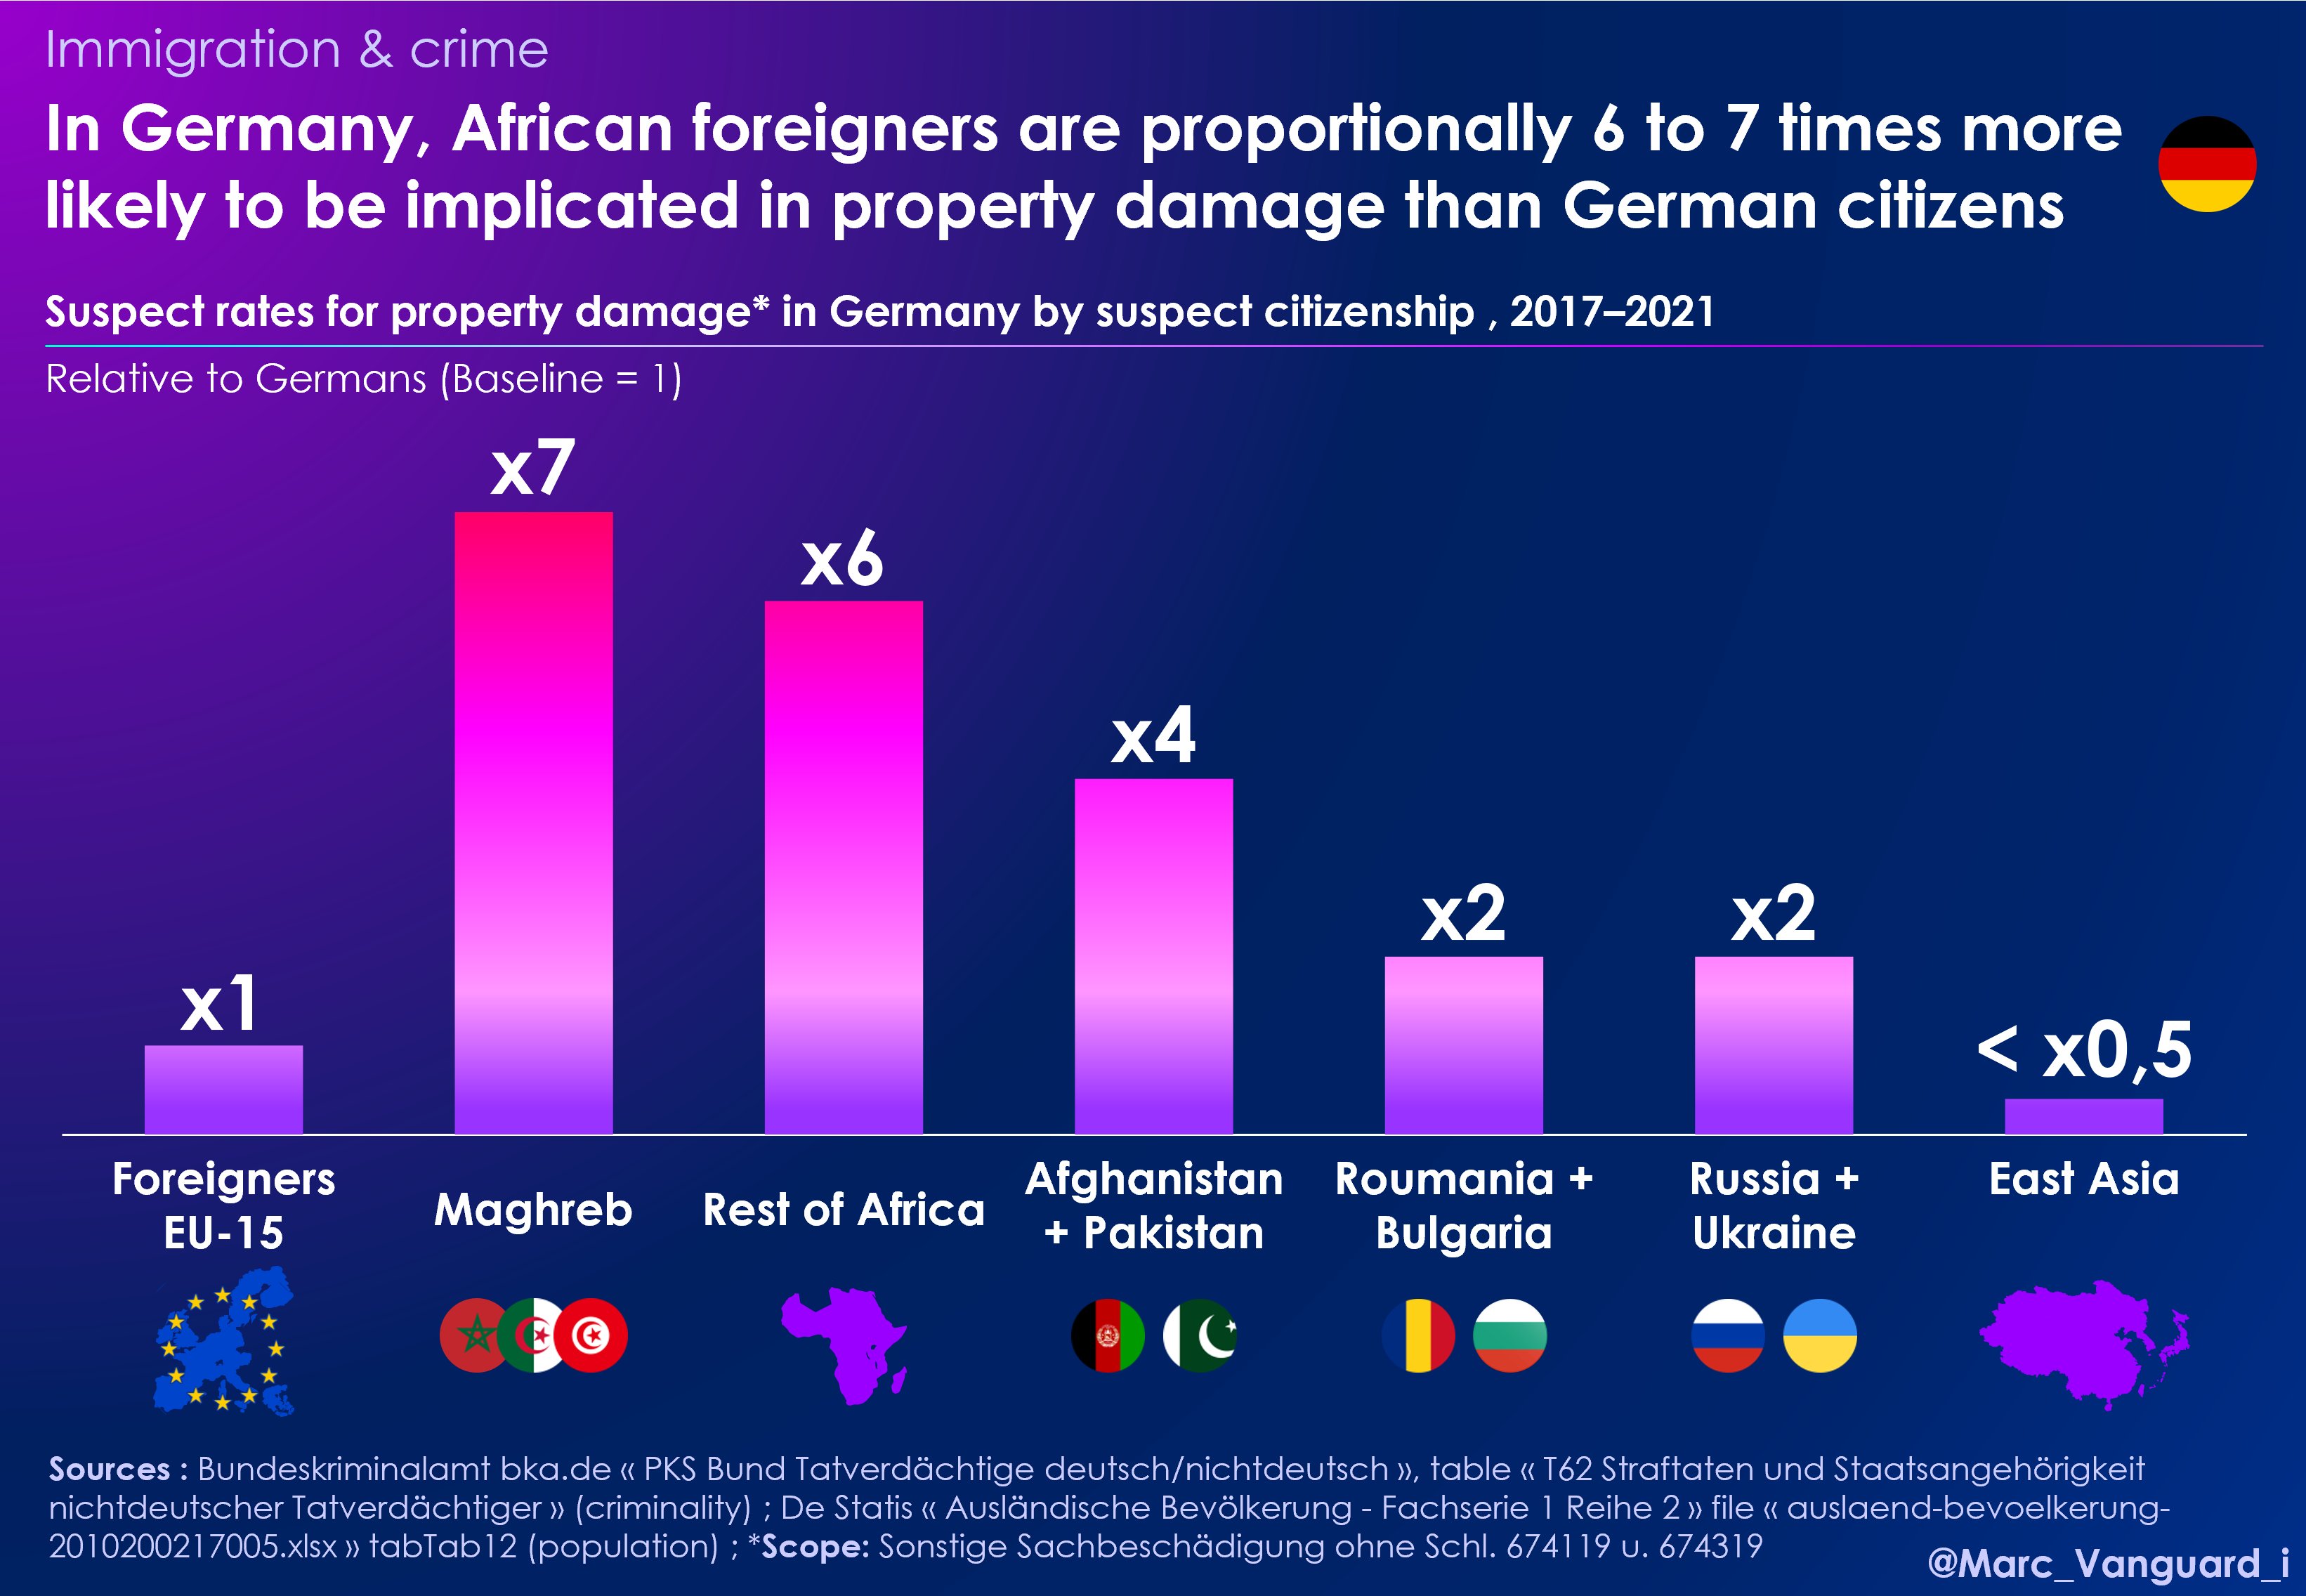 Immigration & crime
In Germany, African foreigners are proportionally 6 to 7 times more
likely to be implicated in property damage than German citizens
Suspect rates for property damage* in Germany by suspect citizenship , 2017–2021
Relative to Germans (Baseline = 1)
x7
x6
x4
x2
x2
x1
< x0,5
Foreigners
EU-15
Maghreb
Rest of Africa
Afghanistan
+ Pakistan
Roumania +
Bulgaria
Russia +
Ukraine
East Asia
Sources : Bundeskriminalamt bka.de « PKS Bund Tatverdächtige deutsch/nichtdeutsch », table « T62 Straftaten und Staatsangehörigkeit
nichtdeutscher Tatverdächtiger » (criminality) ; De Statis « Ausländische Bevölkerung - Fachserie 1 Reihe 2 » file « auslaend-bevoelkerung-
2010200217005.xlsx » tabTab12 (population) ; *Scope: Sonstige Sachbeschädigung ohne Schl. 674119 u. 674319
@Marc_Vanguard_i